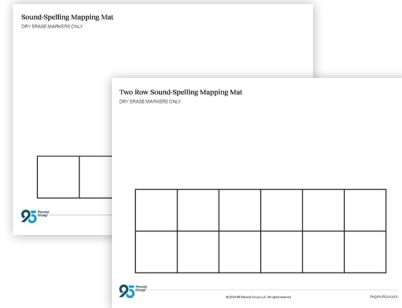 Sound-Spelling Mapping Mat
DRY ERASE MARKERS ONLY
95 Percent
Group
Two Row Sound-Spelling Mapping Mat
DRY ERASE MARKERS ONLY
95 Percent
Group